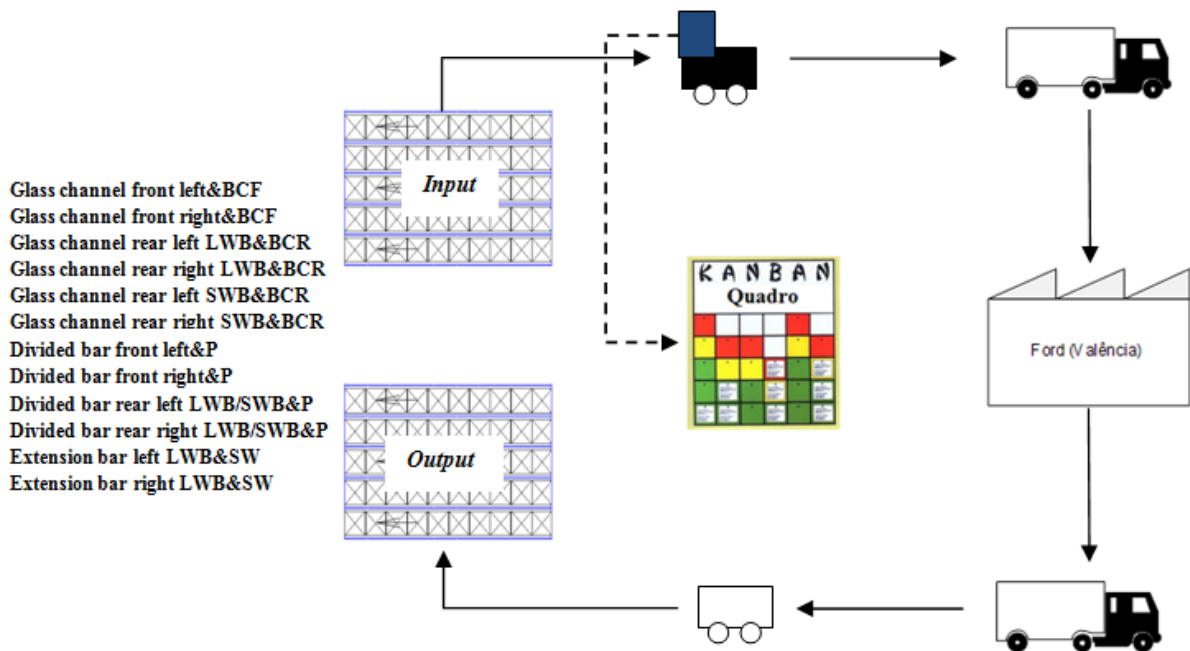 Glass channel front left&BCF
Glass channel front right&BCF
Glass channel rear left LWB&BCR
Glass channel rear right LWB&BCR
Glass channel rear left SWB&BCR
Glass channel rear right SWB&BCR
Divided bar front left&P
Divided bar front right&P
Divided bar rear left LWB/SWB&P
Divided bar rear right LWB/SWB&P
Extension bar left LWB&SW
Extension bar right LWB&SW
Input
Output
KANBAN
Quadro
Ford (Valência)